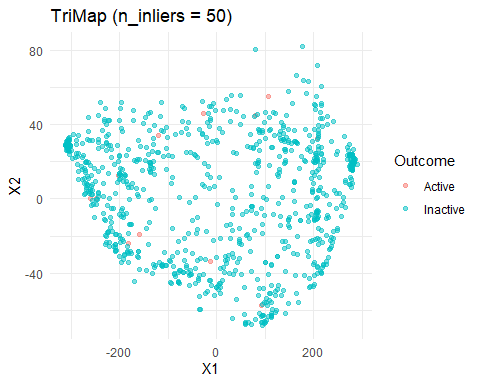 TriMap (n_inliers = 50)
80
40
0
-40
X2
-200
0
200
X1
Outcome
Active
Inactive